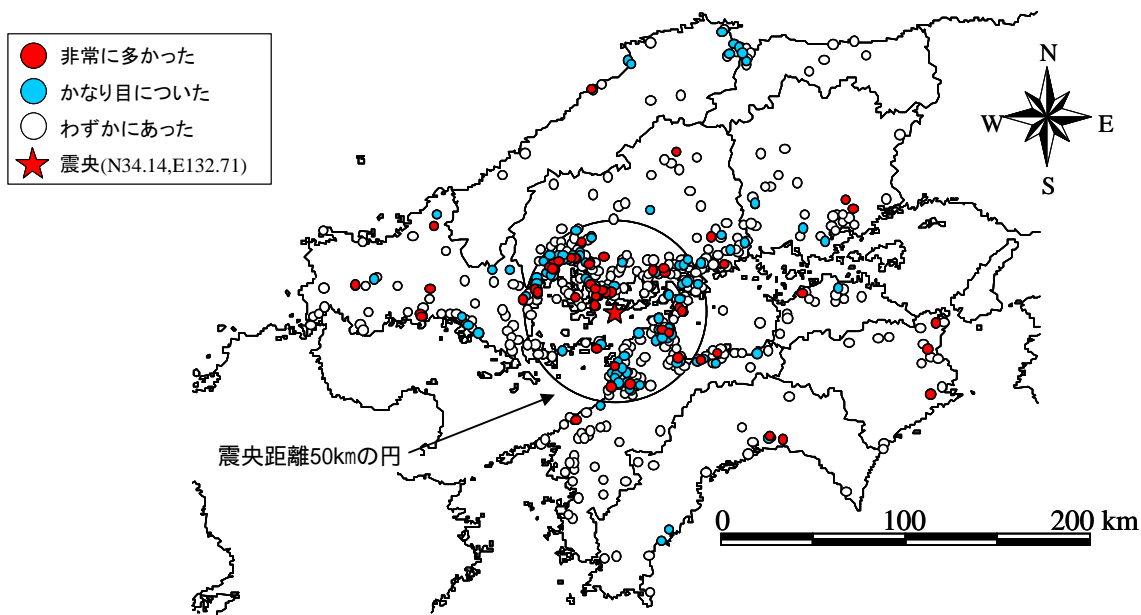 非常に多かった
かなり目についた
わずかにあった
震央(N34.14,E132.71)
N
W
E
S
震央距離50kmの円
0
100
200 km